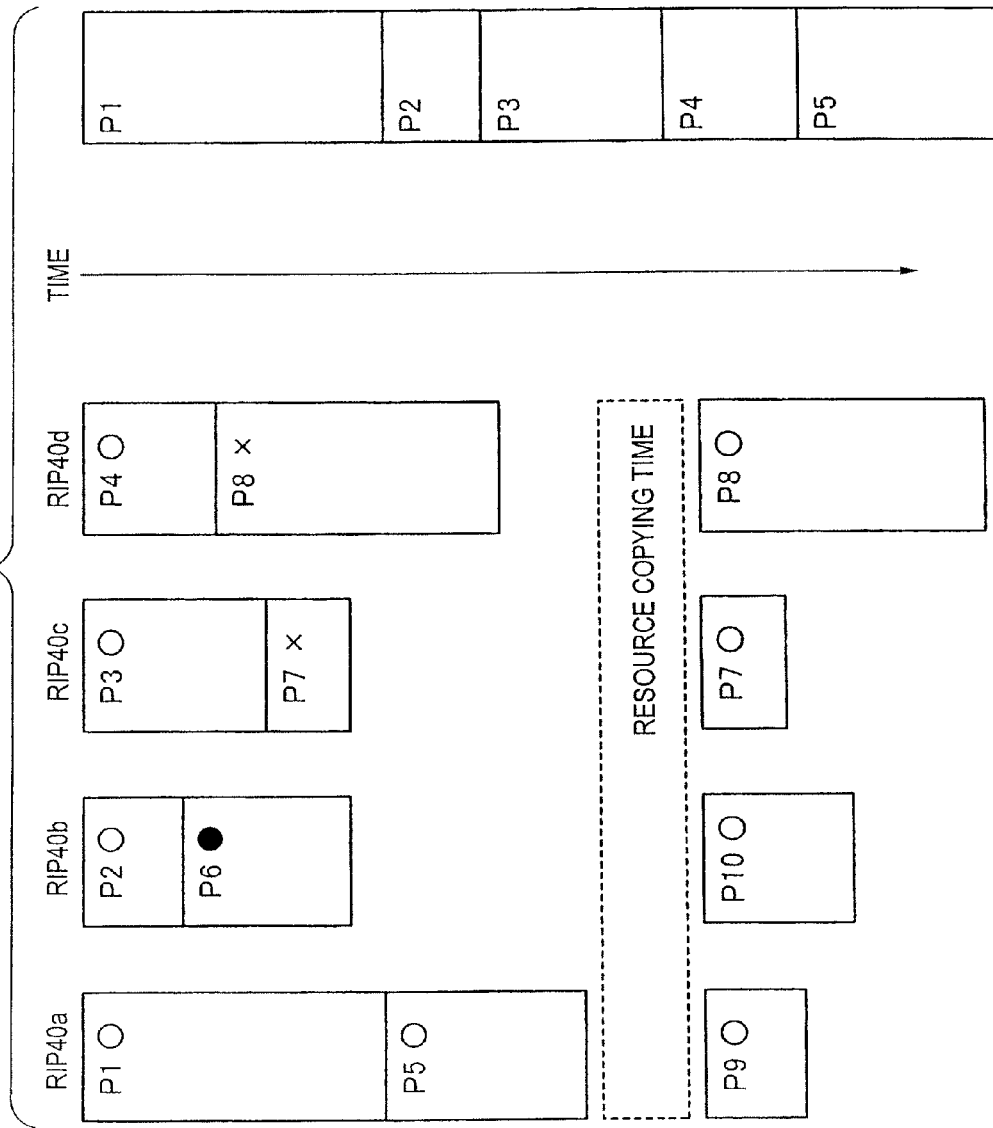 RIP40a
P1 ○
P5 ○
P9 ○
RIP40b
P2 ○
P6 ●
P10 ○
RIP40c
P3 ○
P7 ×
P7 ○
RIP40d
P4 ○
P8 ×
P8 ○
RESOURCE COPYING TIME
TIME
P1
P2
P3
P4
P5